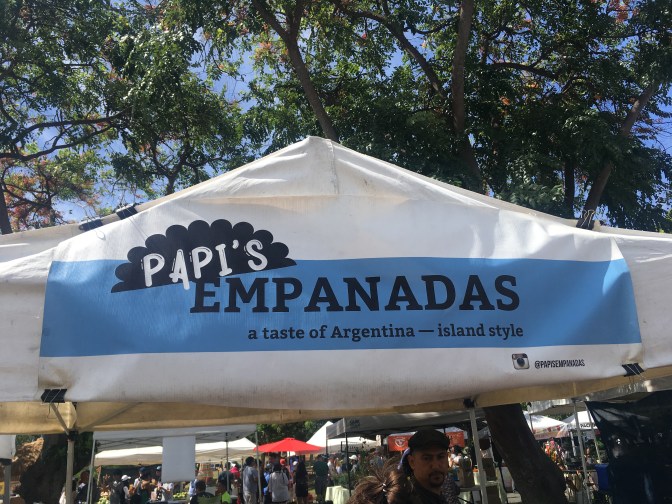 PAPI'S
EMPANADAS
a taste of Argentina — island style
@PAPISEMPANADAS